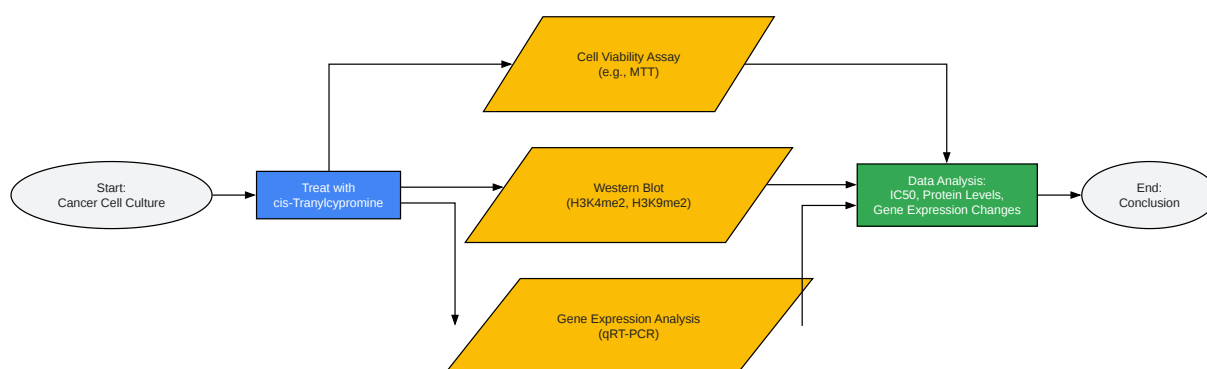 Start:
Cancer Cell Culture
Treat with
cis-Tranylcypromine
Cell Viability Assay
(e.g., MTT)
Western Blot
(H3K4me2, H3K9me2)
Gene Expression Analysis
(qRT-PCR)
Data Analysis:
IC50, Protein Levels,
Gene Expression Changes
End:
Conclusion